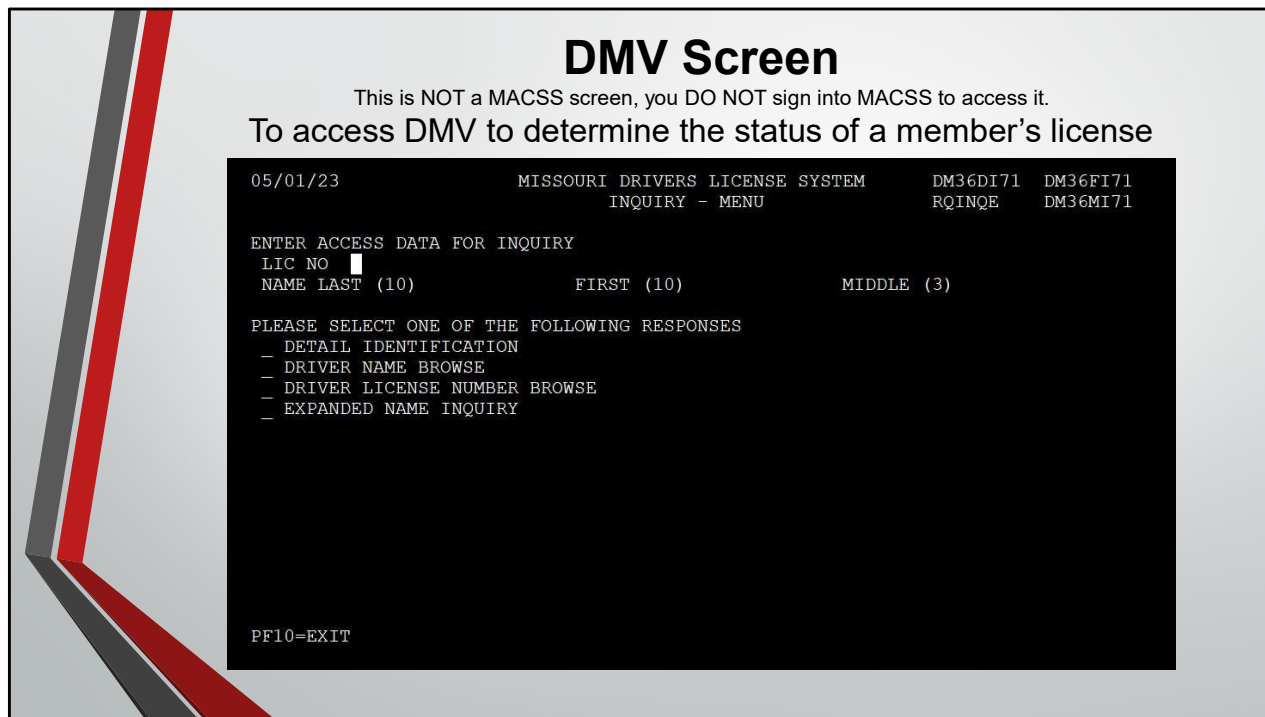 DMV Screen
This is NOT a MACSS screen, you DO NOT sign into MACSS to access it.
To access DMV to determine the status of a member’s license
05/01/23 MISSOURI DRIVERS LICENSE SYSTEM DM36DI71 DM36FI71
INQUIRY - MENU RQINQE DM36MI71
ENTER ACCESS DATA FOR INQUIRY
LIC NO
NAME LAST (10) FIRST (10) MIDDLE (3)
PLEASE SELECT ONE OF THE FOLLOWING RESPONSES
_ DETAIL IDENTIFICATION
_ DRIVER NAME BROWSE
_ DRIVER LICENSE NUMBER BROWSE
_ EXPANDED NAME INQUIRY
PF10=EXIT